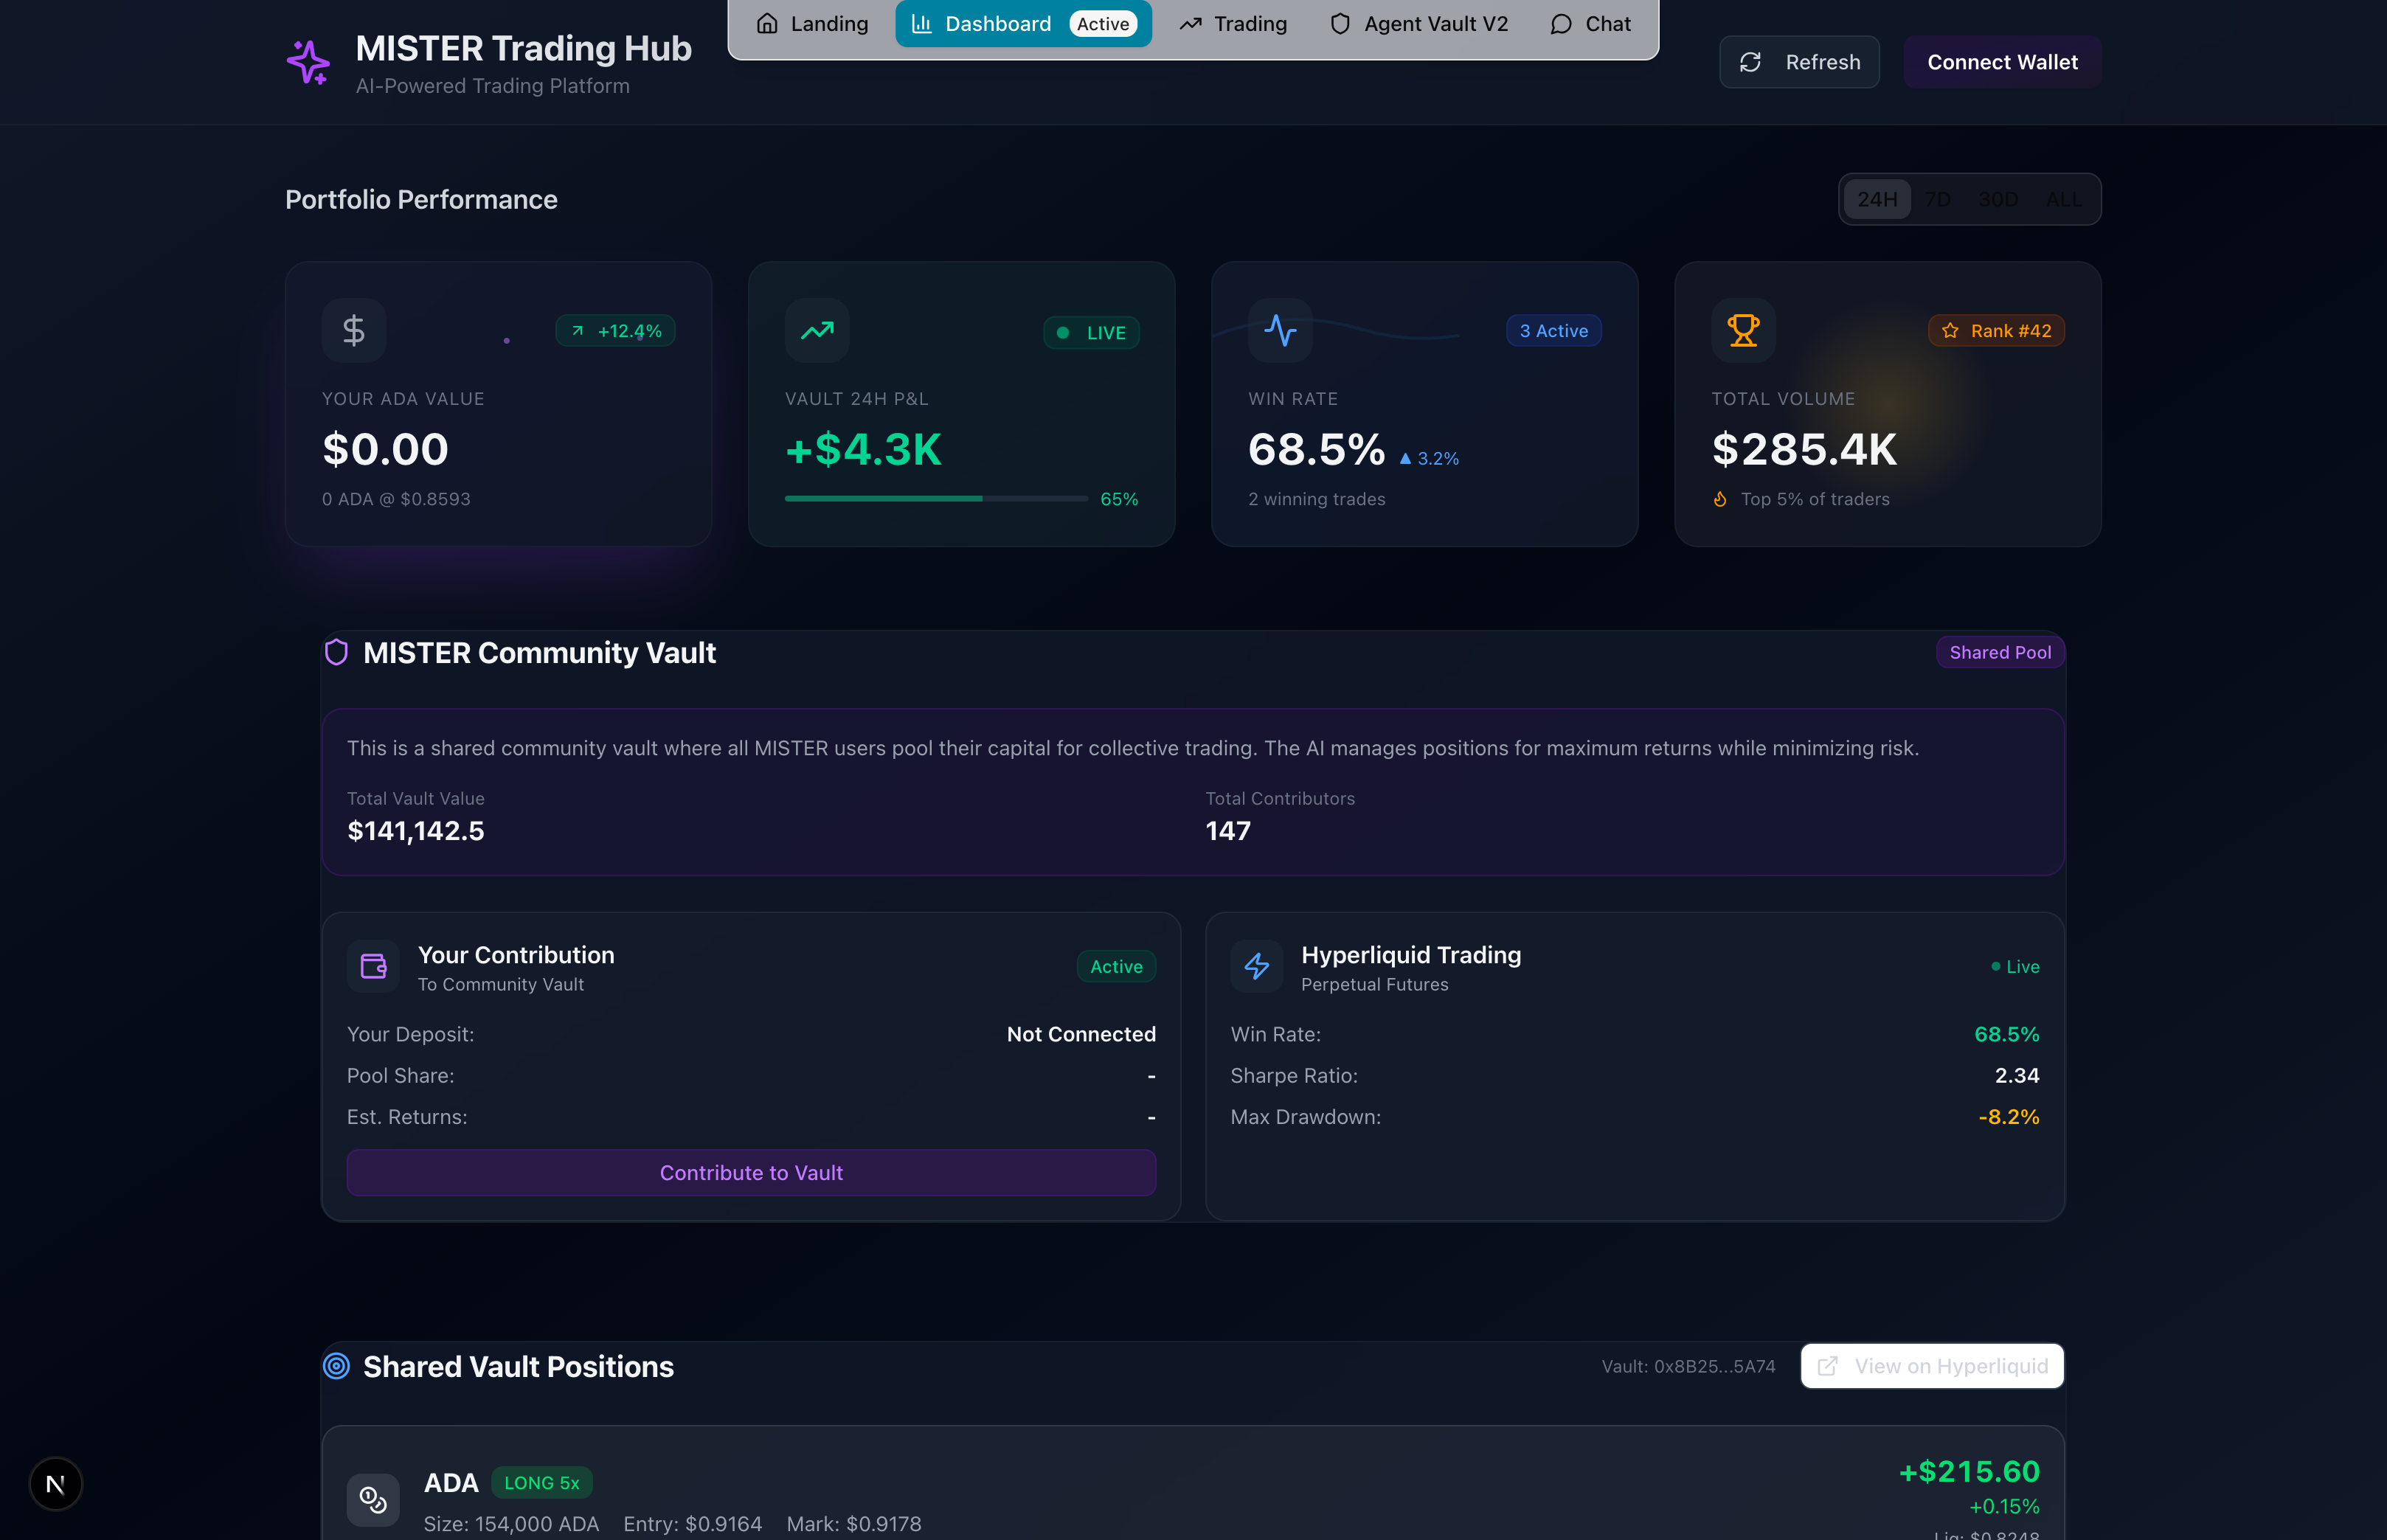 Landing
Dashboard Active
Trading
Agent Vault V2
Chat
MISTER Trading Hub
AI-Powered Trading Platform
Refresh
Connect Wallet
Portfolio Performance
24H 7D 30D ALL
+12.4%
YOUR ADA VALUE
$0.00
0 ADA @ $0.8593
LIVE
VAULT 24H P&L
+$4.3K
65%
3 Active
WIN RATE
68.5% ▲ 3.2%
2 winning trades
Rank #42
TOTAL VOLUME
$285.4K
Top 5% of traders
MISTER Community Vault
Shared Pool
This is a shared community vault where all MISTER users pool their capital for collective trading. The AI manages positions for maximum returns while minimizing risk.
Total Vault Value
$141,142.5
Total Contributors
147
Your Contribution
To Community Vault
Active
Your Deposit: Not Connected
Pool Share: -
Est. Returns: -
Contribute to Vault
Hyperliquid Trading
Perpetual Futures
Live
Win Rate: 68.5%
Sharpe Ratio: 2.34
Max Drawdown: -8.2%
Shared Vault Positions
Vault: 0x8B25...5A74
View on Hyperliquid
ADA LONG 5x
Size: 154,000 ADA Entry: $0.9164 Mark: $0.9178
+$215.60
+0.15%
Liq: $0.8248
N